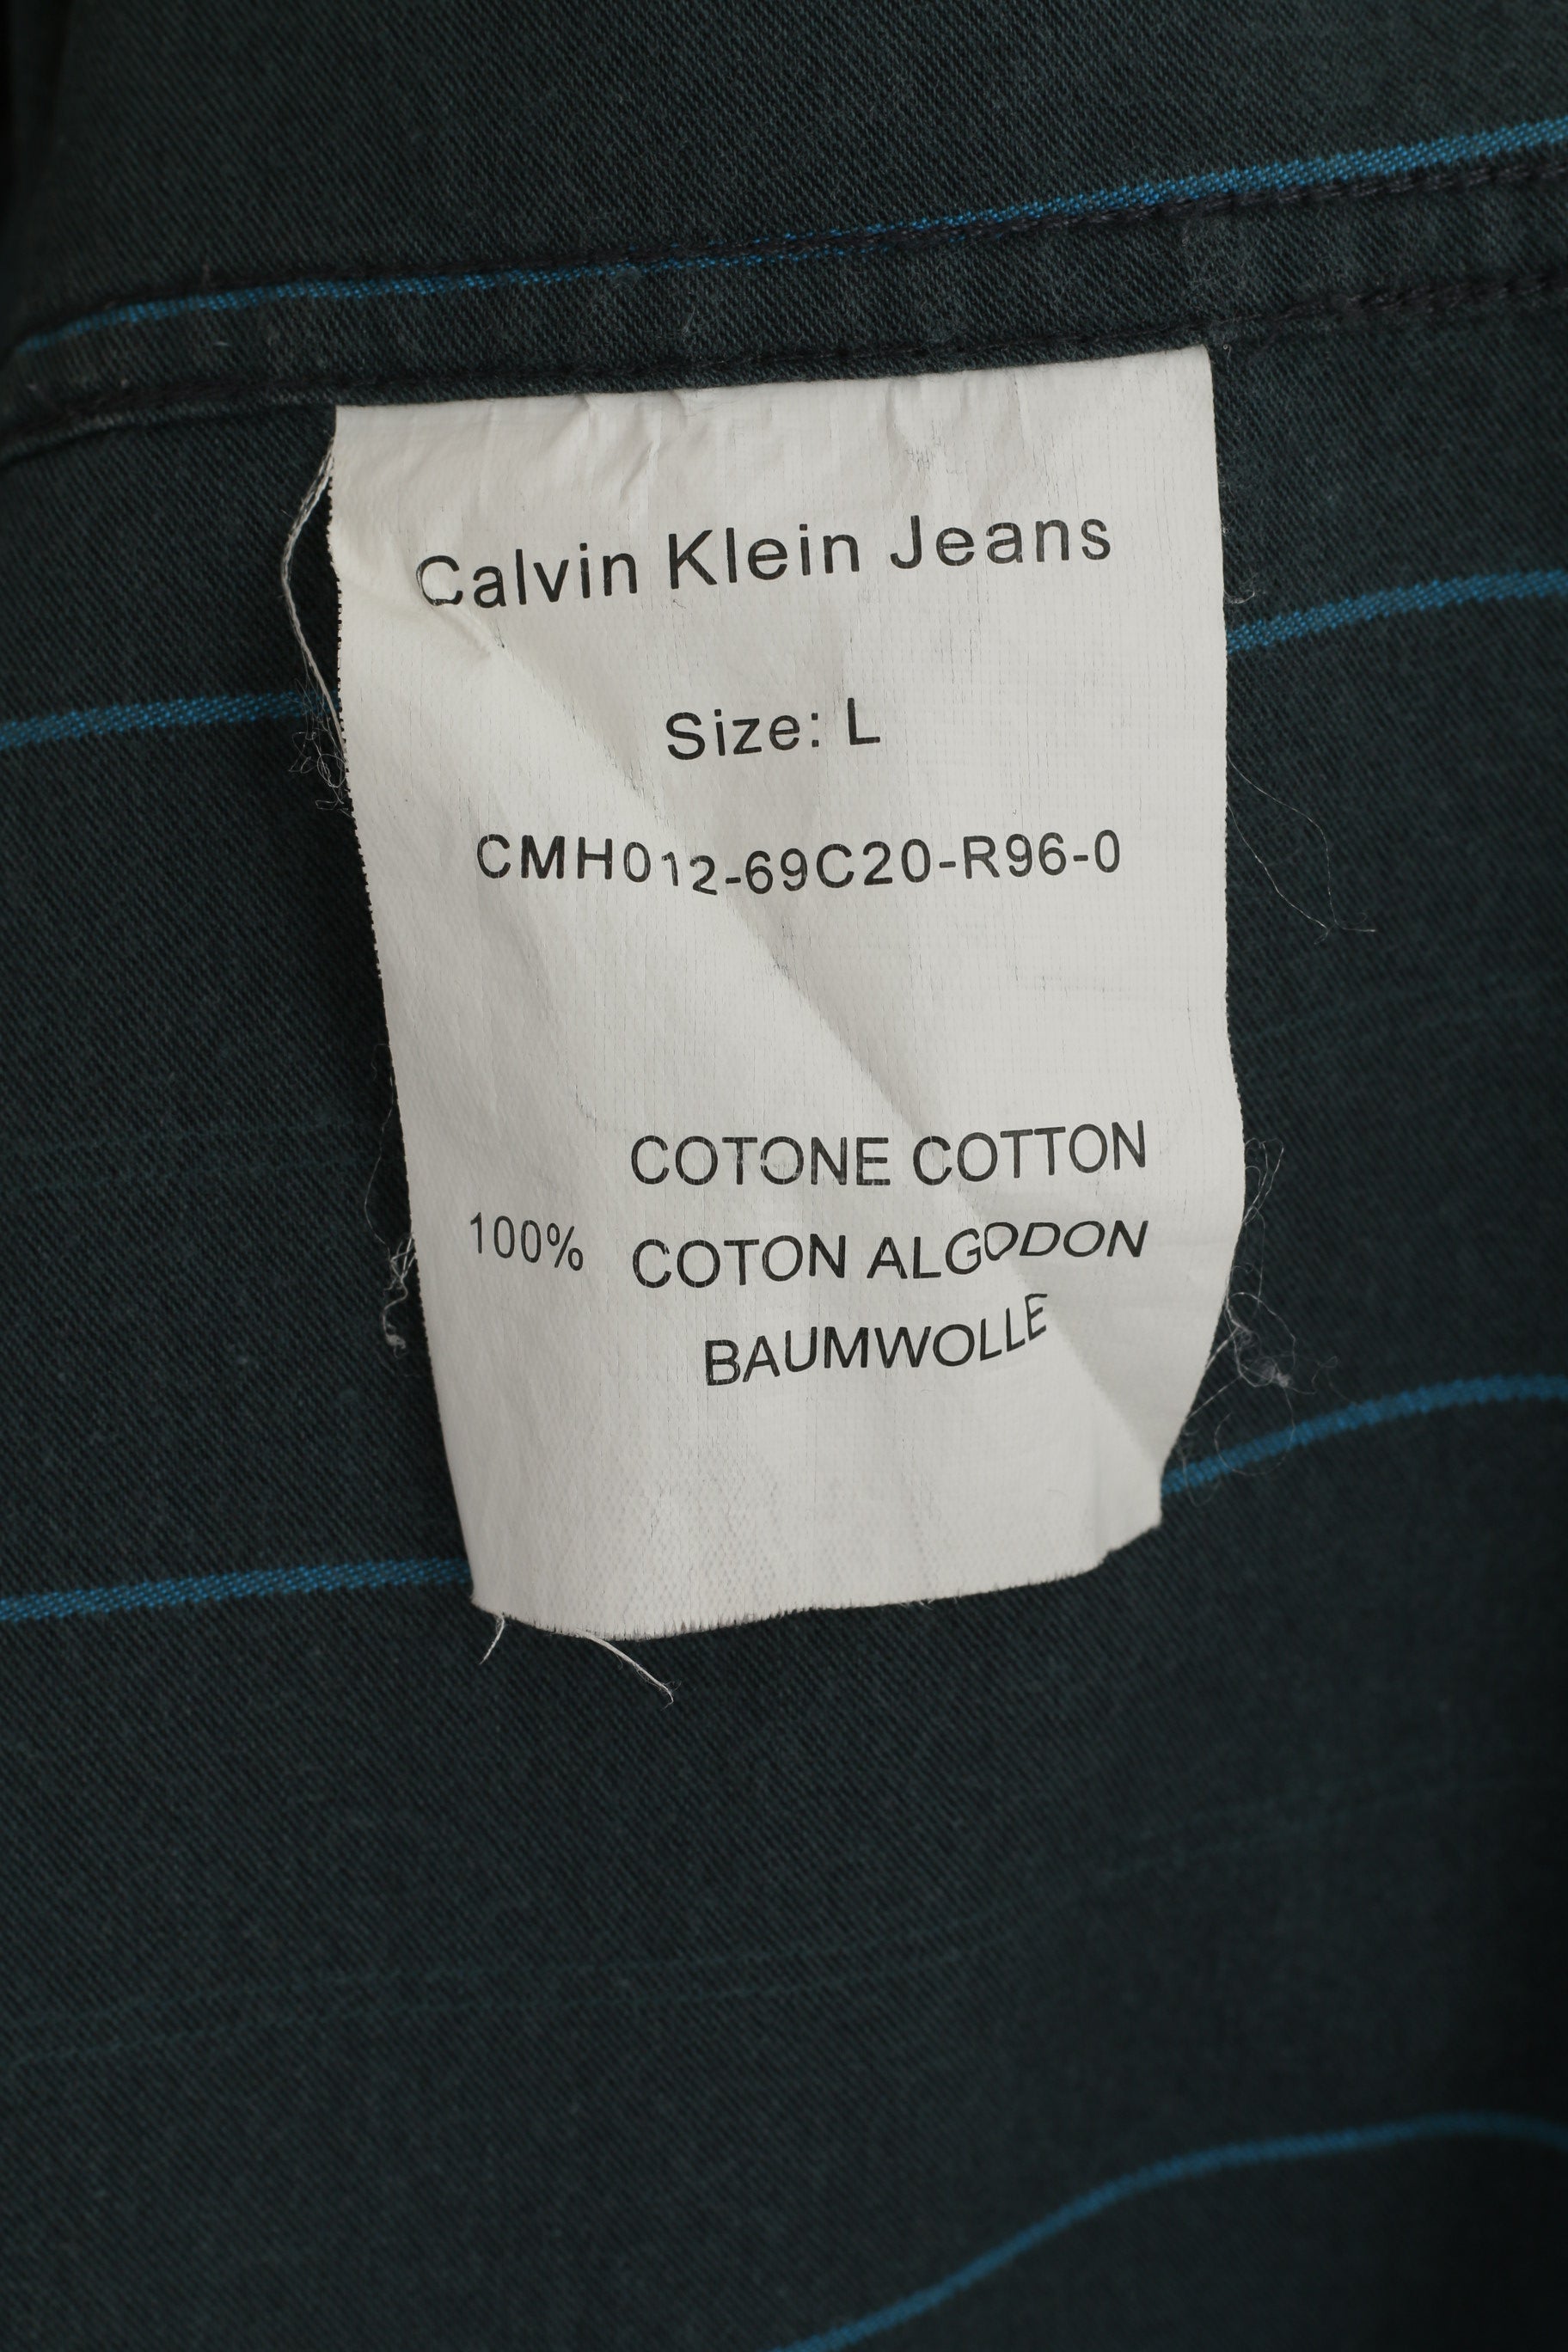 Calvin Klein Jeans
Size: L
CMH012-69C20-R96-0
COTONE COTTON
100% COTON ALGODON
BAUMWOLLE